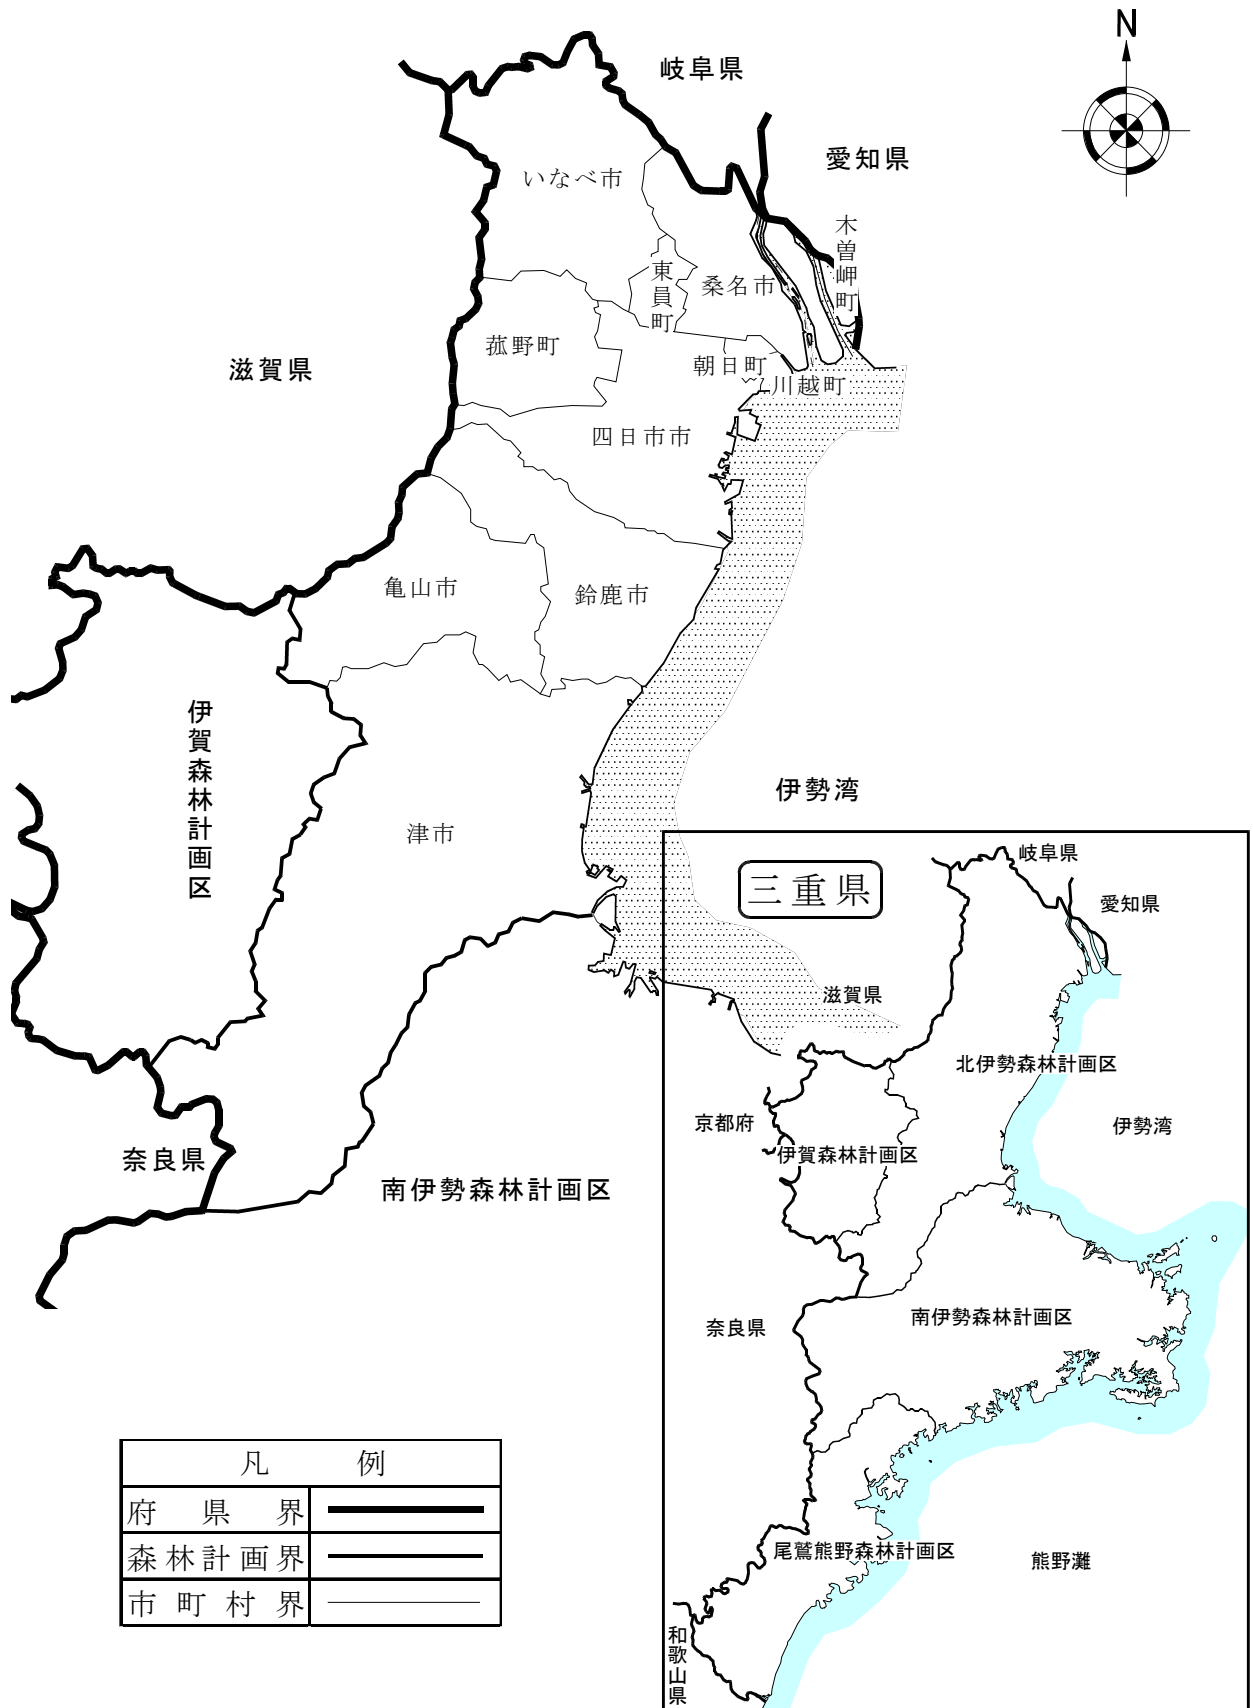 N
岐阜県
愛知県
いなべ市
木曽岬町
東員町
桑名市
菰野町
朝日町
川越町
滋賀県
四日市市
亀山市
鈴鹿市
伊賀森林計画区
伊勢湾
津市
奈良県
南伊勢森林計画区
三重県
岐阜県
愛知県
滋賀県
北伊勢森林計画区
京都府
伊勢湾
伊賀森林計画区
南伊勢森林計画区
奈良県
尾鷲熊野森林計画区
熊野灘
和歌山県
凡 例
府県界
森林計画界
市町村界